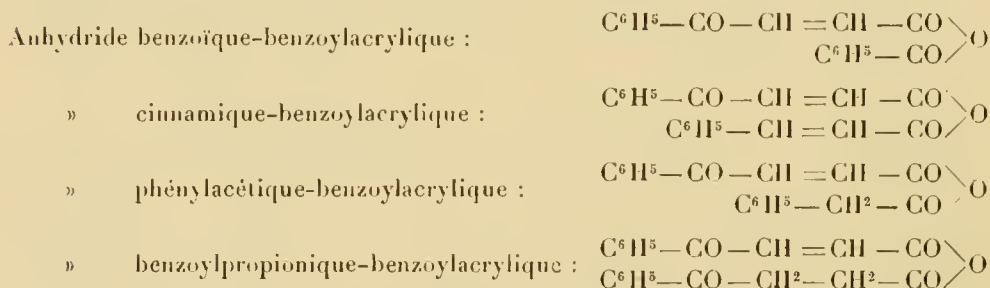 Anhydride benzoïque-benzoylacrylique :
C⁶H⁵—CO—CH=CH—CO
C⁶H⁵—CO
O
» cinnamique-benzoylacrylique :
C⁶H⁵—CO—CH=CH—CO
C⁶H⁵—CH=CH—CO
O
» phénylacétique-benzoylacrylique :
C⁶H⁵—CO—CH=CH—CO
C⁶H⁵—CH²—CO
O
» benzoylpropionique-benzoylacrylique :
C⁶H⁵—CO—CH=CH—CO
C⁶H⁵—CO—CH²—CH²—CO
O